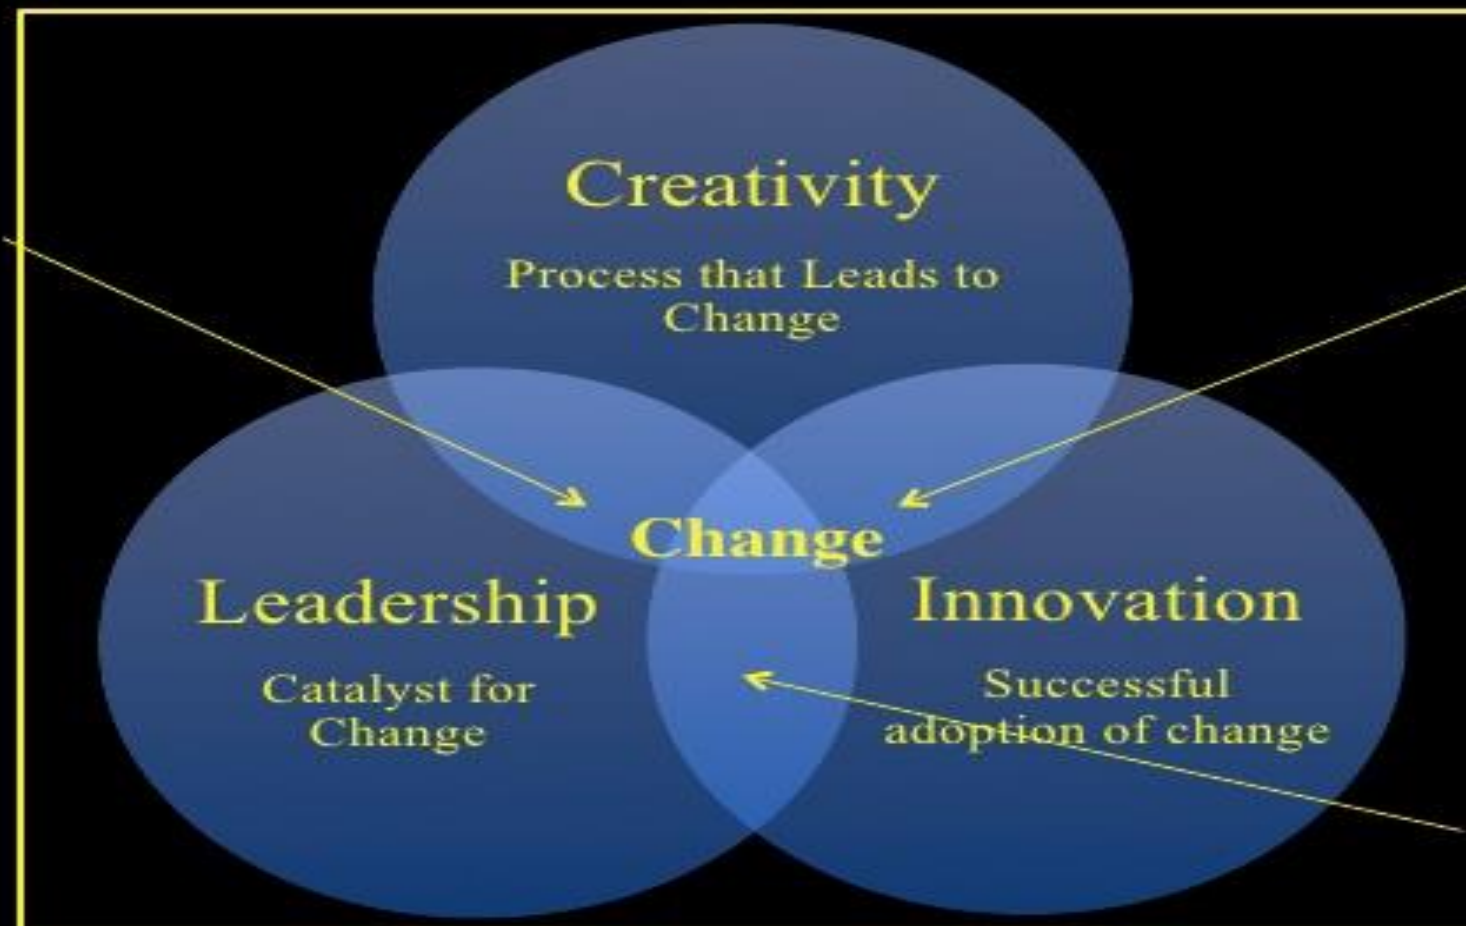 Creativity
Process that Leads to
Change
Change
Leadership
Catalyst for
Change
Innovation
Successful
adoption of change